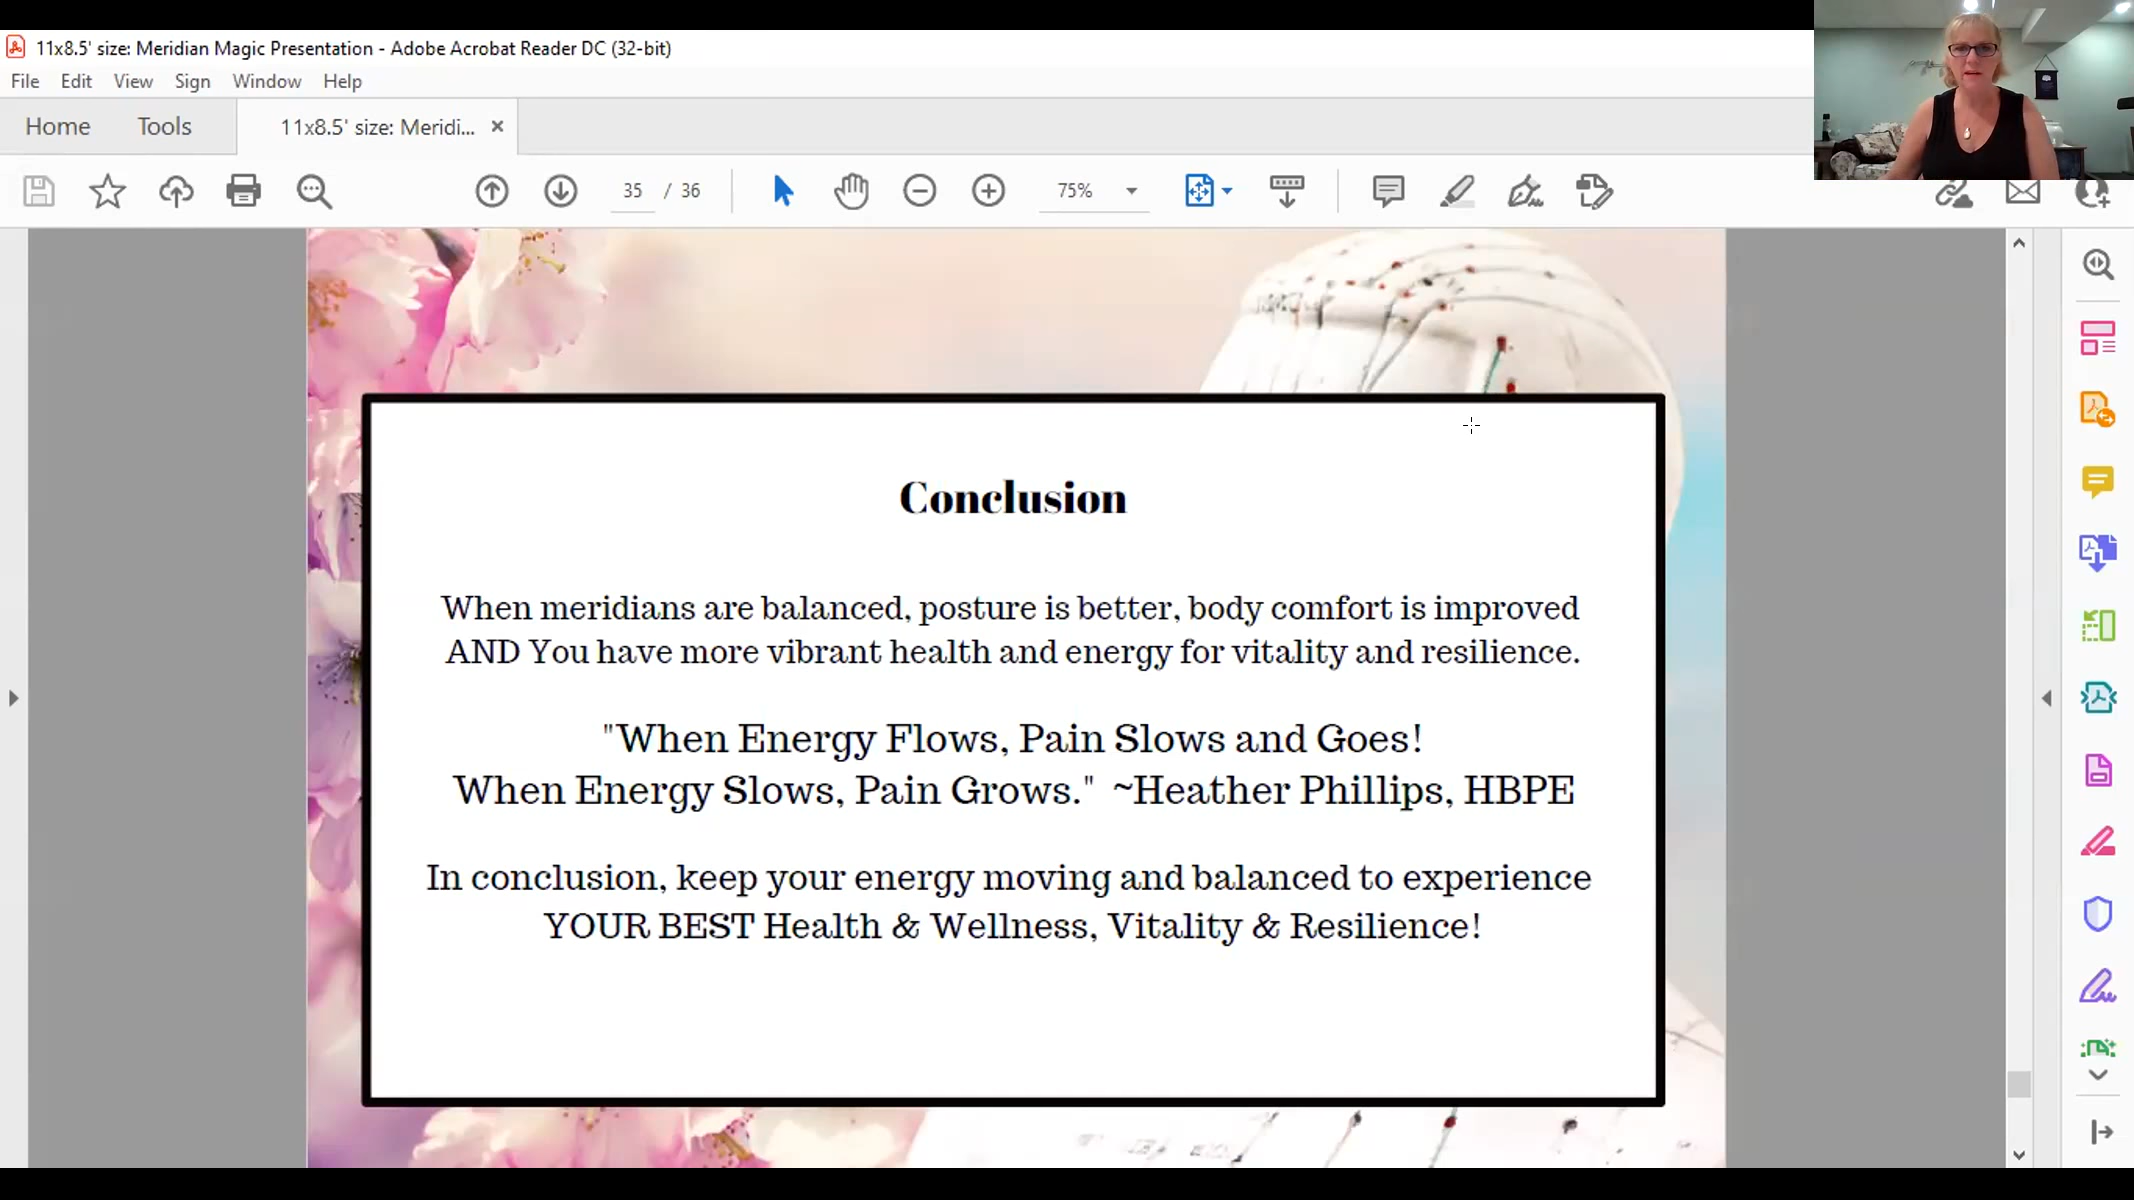 11x8.5' size: Meridian Magic Presentation - Adobe Acrobat Reader DC (32-bit)
File Edit View Sign Window Help
Home Tools 11x8.5' size: Meridi... ×
35 / 36 75%
Conclusion
When meridians are balanced, posture is better, body comfort is improved
AND You have more vibrant health and energy for vitality and resilience.
"When Energy Flows, Pain Slows and Goes!
When Energy Slows, Pain Grows." ~Heather Phillips, HBPE
In conclusion, keep your energy moving and balanced to experience
YOUR BEST Health & Wellness, Vitality & Resilience!